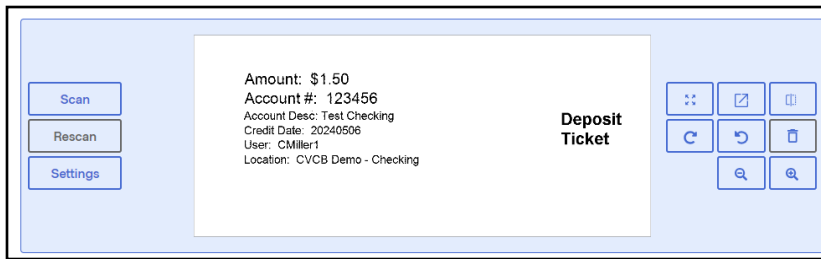 Scan
Rescan
Settings
Amount: $1.50
Account #: 123456
Account Desc: Test Checking
Credit Date: 20240506
User: CMiller1
Location: CVCB Demo - Checking
Deposit
Ticket